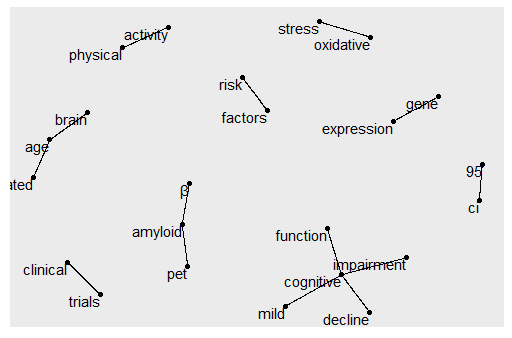 stress
activity
oxidative
physical
risk
gene
factors
brain
expression
age
95
ated
β
ci
amyloid
function
impairment
clinical
pet
cognitive
trials
mild
decline